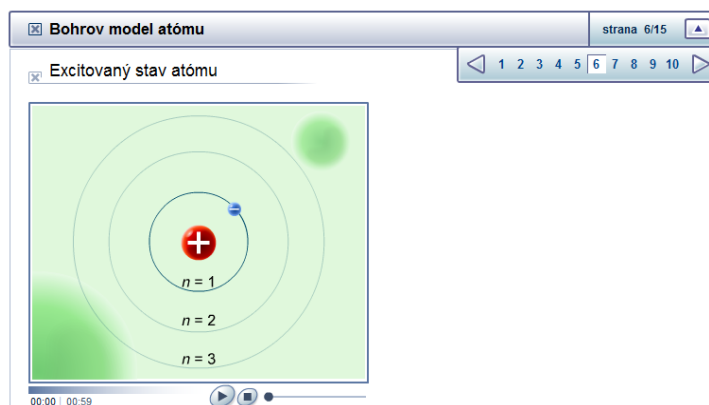 Bohrov model atómu
strana 6/15
1 2 3 4 5 6 7 8 9 10
Excitovaný stav atómu
n = 1
n = 2
n = 3
00:00 | 00:59